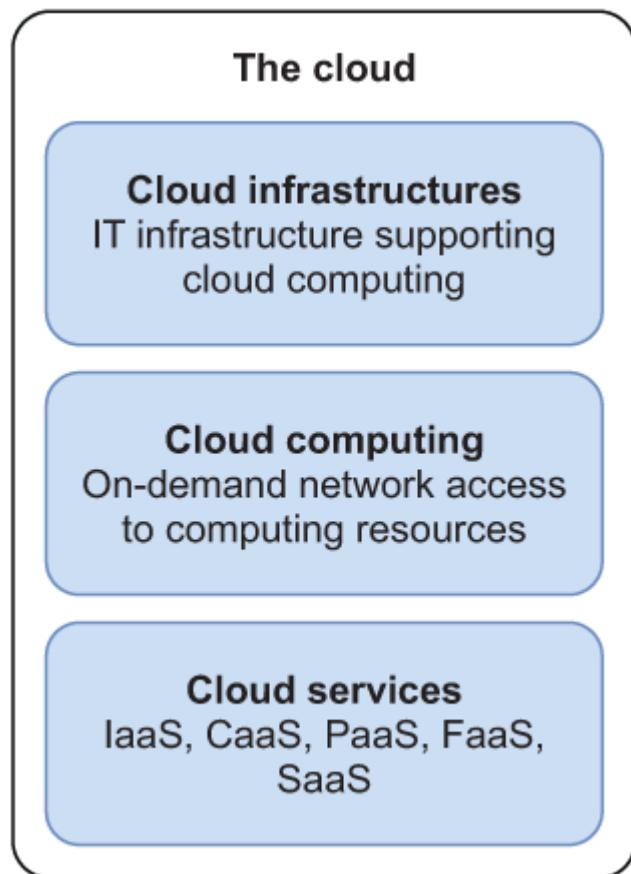 The cloud
Cloud infrastructures
IT infrastructure supporting
cloud computing
Cloud computing
On-demand network access
to computing resources
Cloud services
IaaS, CaaS, PaaS, FaaS,
SaaS